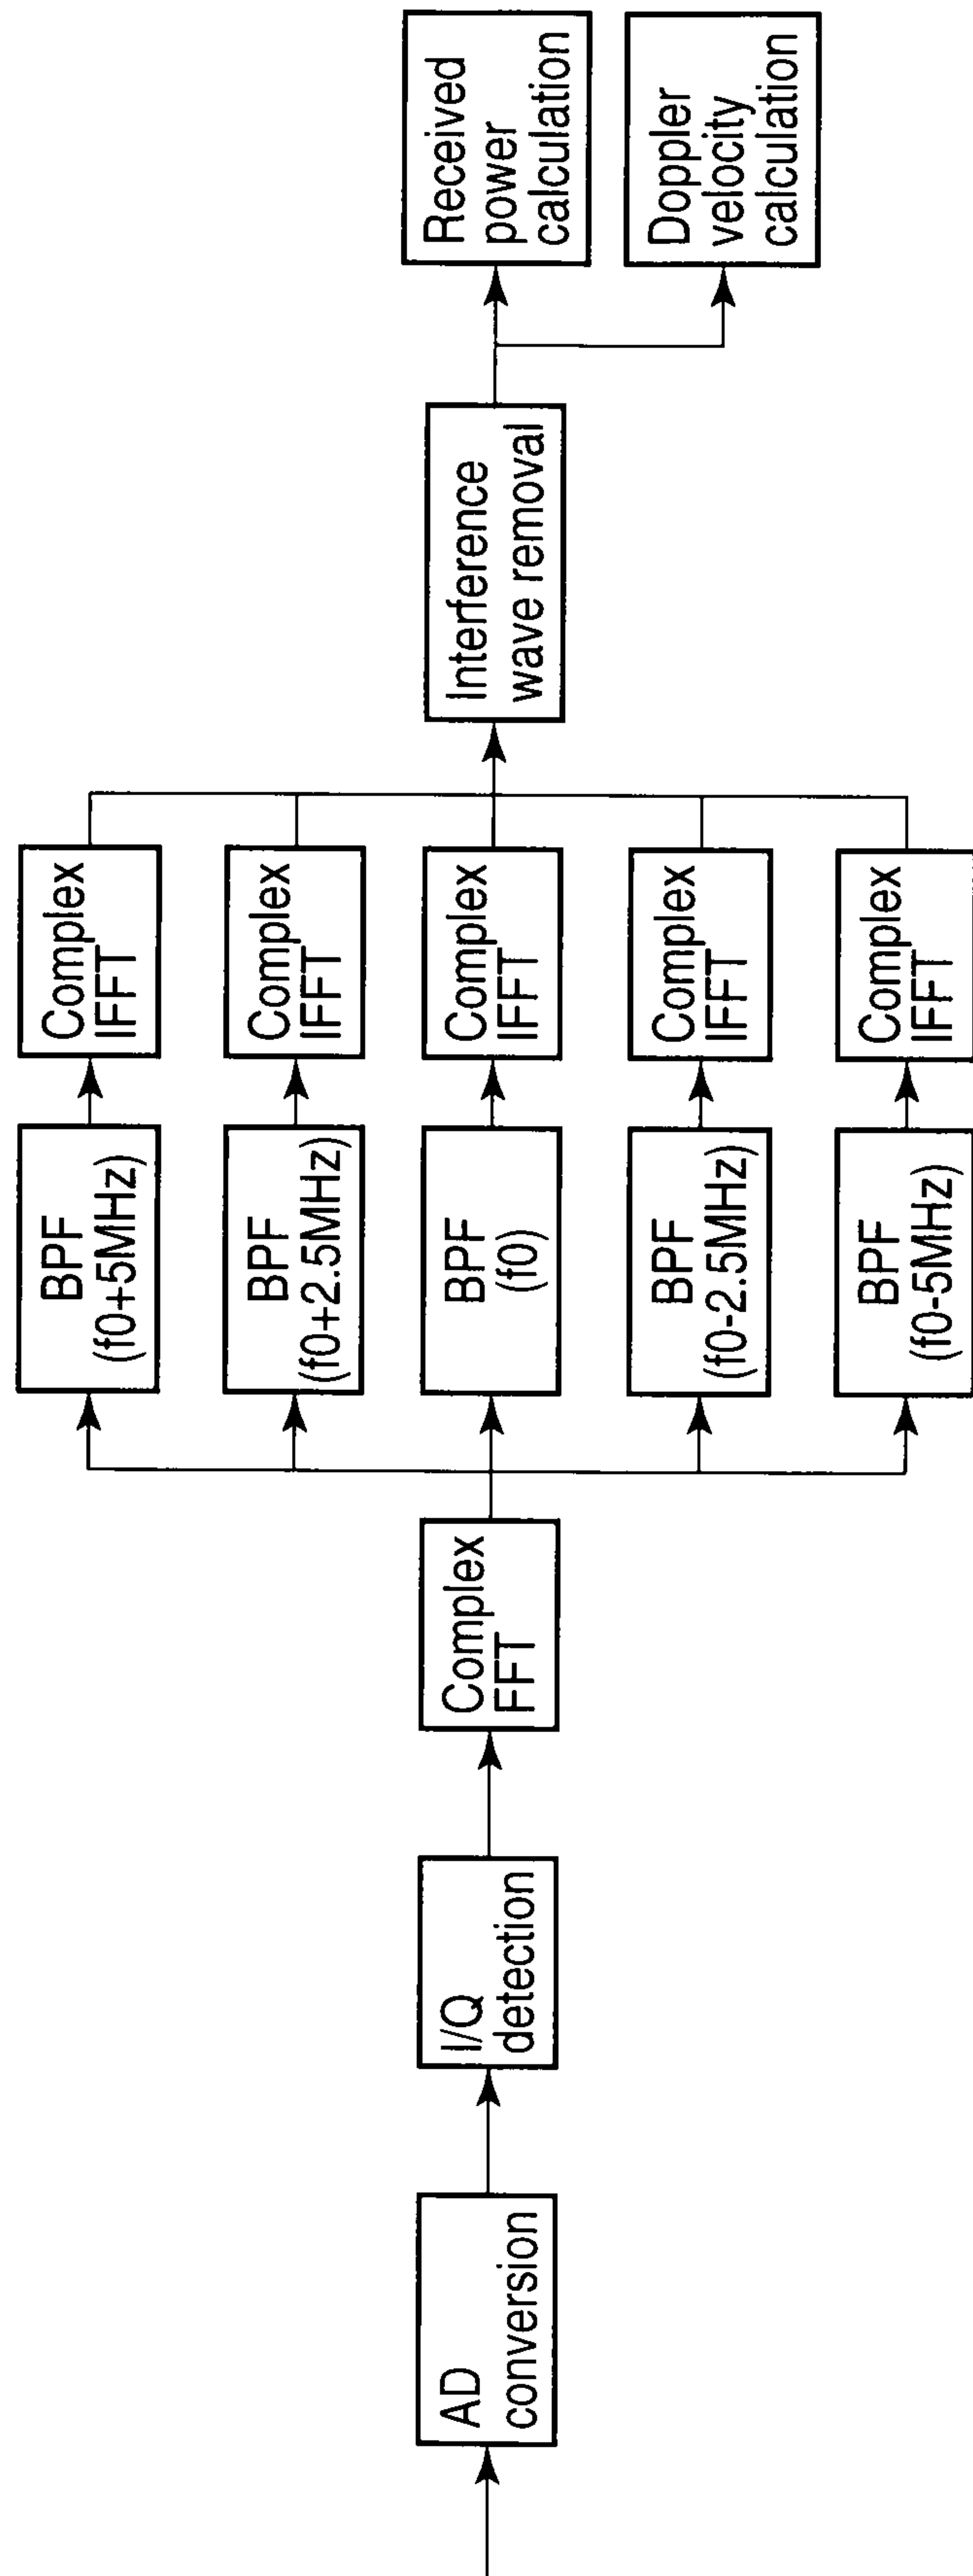 AD
conversion
I/Q
detection
Complex
FFT
BPF
(f0+5MHz)
Complex
IFFT
BPF
(f0+2.5MHz)
Complex
IFFT
BPF
(f0)
Complex
IFFT
BPF
(f0-2.5MHz)
Complex
IFFT
BPF
(f0-5MHz)
Complex
IFFT
Interference
wave removal
Received
power
calculation
Doppler
velocity
calculation